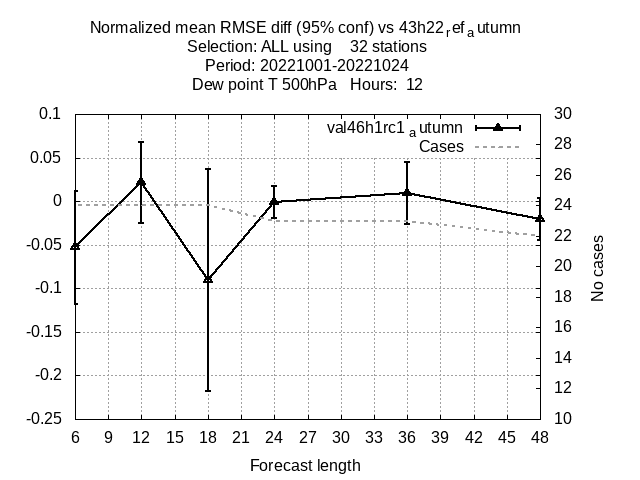 Normalized mean RMSE diff (95% conf) vs 43h22refautumn
Selection: ALL using 32 stations
Period: 20221001-20221024
Dew point T 500hPa Hours: 12
val46h1rc1autumn
Cases
0.1
0.05
0
-0.05
-0.1
-0.15
-0.2
-0.25
30
28
26
24
22
20
18
16
14
12
10
No cases
6 9 12 15 18 21 24 27 30 33 36 39 42 45 48
Forecast length